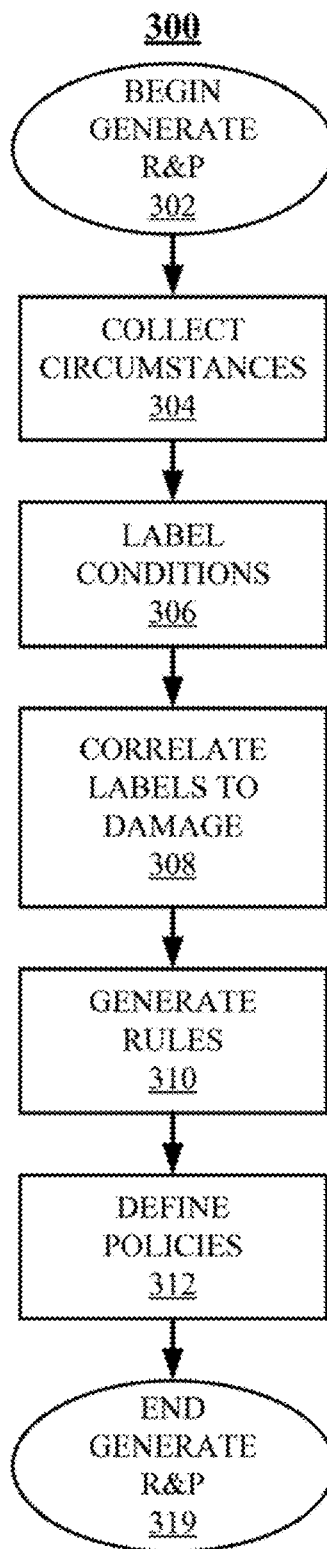 300
BEGIN
GENERATE
R&P
302
COLLECT
CIRCUMSTANCES
304
LABEL
CONDITIONS
306
CORRELATE
LABELS TO
DAMAGE
308
GENERATE
RULES
310
DEFINE
POLICIES
312
END
GENERATE
R&P
319